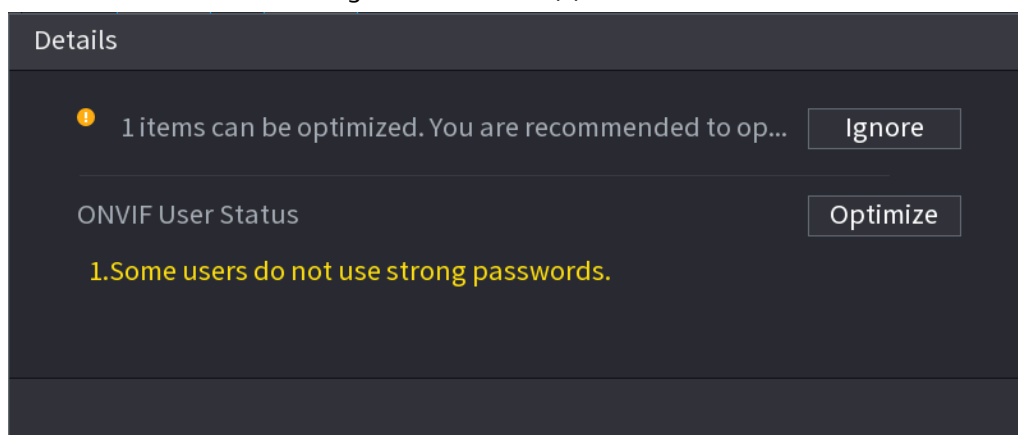 Details
1 items can be optimized. You are recommended to op... Ignore
ONVIF User Status Optimize
1.Some users do not use strong passwords.